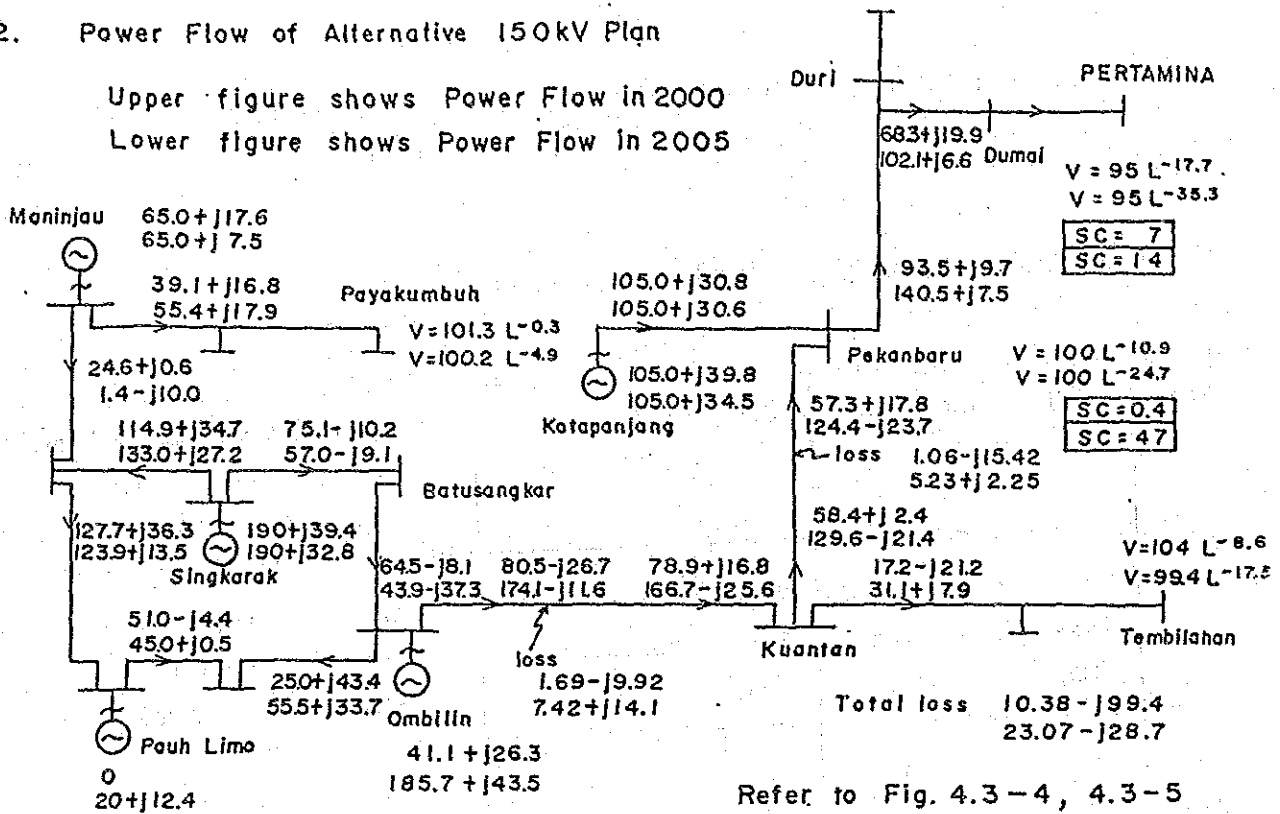 2. Power Flow of Alternative 150kV Plan
Upper figure shows Power Flow in 2000
Lower figure shows Power Flow in 2005
Duri
PERTAMINA
68.3+j19.9
102.1+j6.6
Dumai
V = 95 L-17.7
V = 95 L-35.3
SC = 7
SC = 14
Maninjau
65.0+j17.6
65.0+j 7.5
39.1+j16.8
55.4+j17.9
Payakumbuh
V=101.3 L-0.3
V=100.2 L-4.9
105.0+j30.8
105.0+j30.6
93.5+j9.7
140.5+j7.5
24.6+j0.6
1.4-j10.0
105.0+j39.8
105.0+j34.5
Kotapanjang
Pekanbaru
V = 100 L-10.9
V = 100 L-24.7
SC=0.4
SC=47
114.9+j34.7
133.0+j27.2
75.1-j10.2
57.0-j9.1
Batusangkar
57.3+j17.8
124.4-j23.7
loss
1.06-j15.42
5.23+j2.25
127.7+j36.3
123.9+j13.5
190+j39.4
190+j32.8
Singkarak
64.5-j8.1
43.9-j37.3
80.5-j26.7
174.1-j11.6
loss
1.69-j9.92
7.42+j14.1
78.9+j16.8
166.7-j25.6
58.4+j2.4
129.6-j21.4
17.2-j21.2
31.1+j7.9
V=104 L-8.6
V=99.4 L-17.5
Kuantan
Tembilahan
51.0-j4.4
45.0+j0.5
25.0+j43.4
55.5+j33.7
Ombilin
41.1+j26.3
185.7+j43.5
Pauh Limo
0
20+j12.4
Total loss 10.38-j99.4
23.07-j28.7
Refer to Fig. 4.3-4, 4.3-5